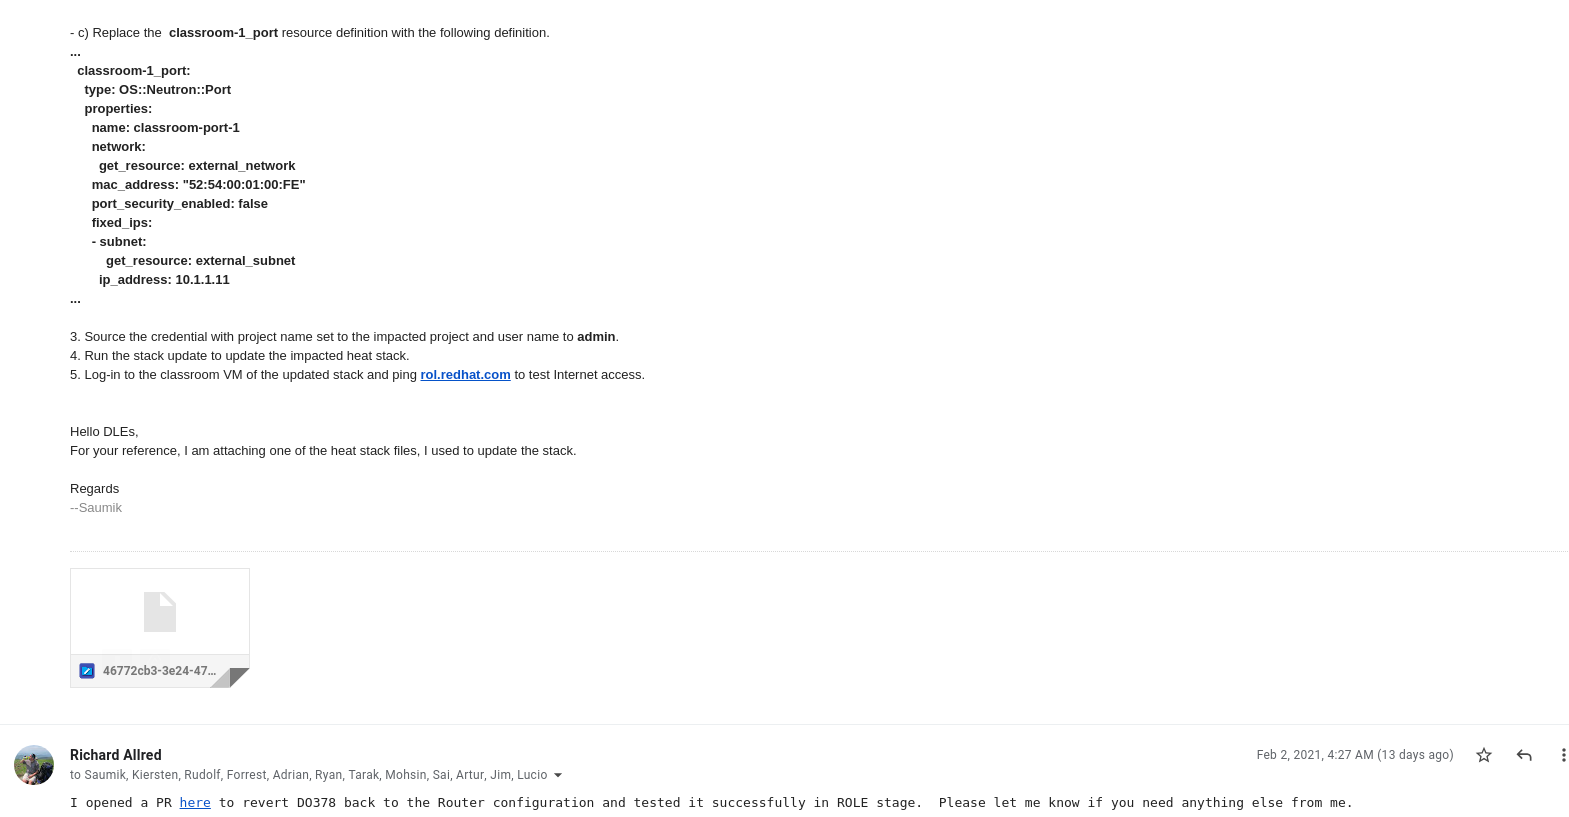 - c) Replace the  classroom-1_port resource definition with the following definition.
...
  classroom-1_port:
    type: OS::Neutron::Port
    properties:
      name: classroom-port-1
      network:
        get_resource: external_network
      mac_address: "52:54:00:01:00:FE"
      port_security_enabled: false
      fixed_ips:
      - subnet:
          get_resource: external_subnet
        ip_address: 10.1.1.11
...
3. Source the credential with project name set to the impacted project and user name to admin.
4. Run the stack update to update the impacted heat stack.
5. Log-in to the classroom VM of the updated stack and ping rol.redhat.com to test Internet access.
Hello DLEs,
For your reference, I am attaching one of the heat stack files, I used to update the stack.
Regards
--Saumik
46772cb3-3e24-47...
Richard Allred
Feb 2, 2021, 4:27 AM (13 days ago)
to Saumik, Kiersten, Rudolf, Forrest, Adrian, Ryan, Tarak, Mohsin, Sai, Artur, Jim, Lucio
I opened a PR here to revert DO378 back to the Router configuration and tested it successfully in ROLE stage.  Please let me know if you need anything else from me.